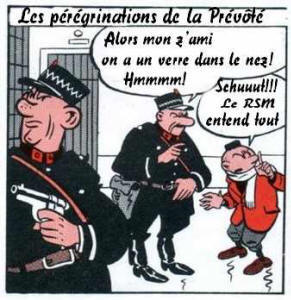 Les pérégrinations de la Prévôté
Alors mon z'ami
on a un verre dans le nez!
Hmmmm!
Schuuut!!!
Le RSM
entend tout